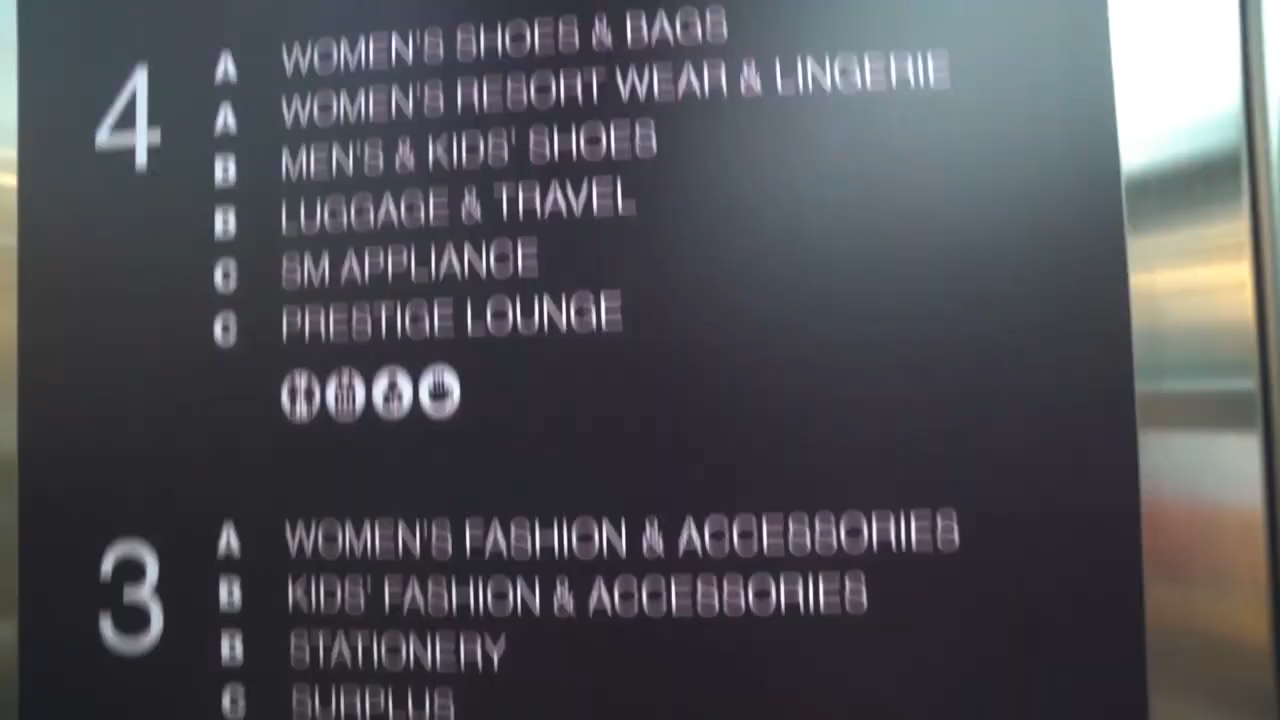 4
A WOMEN'S SHOES & BAGS
A WOMEN'S RESORT WEAR & LINGERIE
B MEN'S & KIDS' SHOES
B LUGGAGE & TRAVEL
C SM APPLIANCE
C PRESTIGE LOUNGE
3
A WOMEN'S FASHION & ACCESSORIES
B KIDS' FASHION & ACCESSORIES
B STATIONERY
C SURPLUS